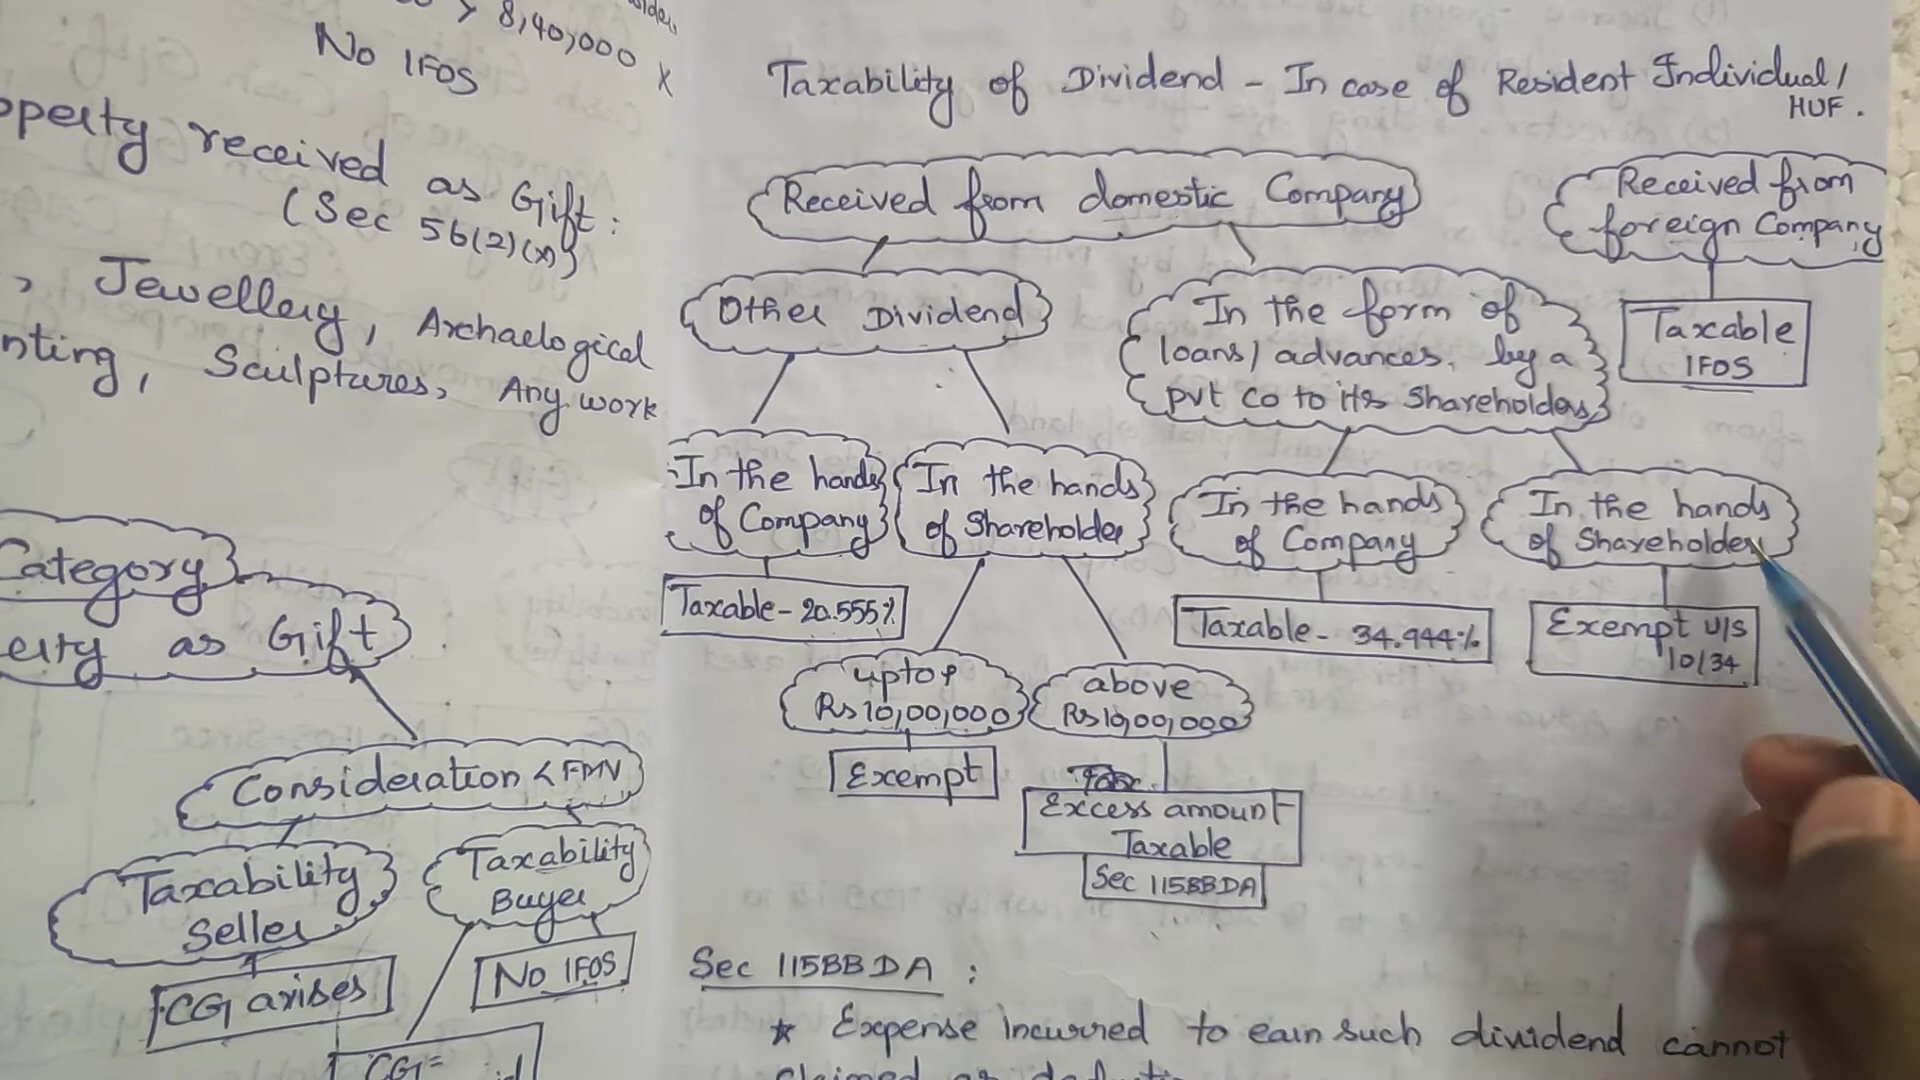 > 8,40,000 x
No IFOS
operty received as Gift:
(Sec 56(2)(x))
, Jewellery, Archaelogical
nting, Sculptures, Any work
Category
erty as Gift
Consideration < FMV
Taxability
Seller
Taxability
Buyer
CG arises
No IFOS
CG=
Taxability of Dividend - In case of Resident Individual/
HUF.
Received from domestic Company
Received from
foreign Company
Other Dividend
In the form of
loans/advances, by a
pvt co to its shareholders
Taxable
IFOS
In the hands
of Company
In the hands
of Shareholder
In the hands
of Company
In the hands
of Shareholder
Taxable - 20.555%
Taxable - 34.944%
Exempt u/s
10/34
upto
Rs 10,00,000
above
Rs 10,00,000
Exempt
Excess amount
Taxable
Sec 115BBDA
Sec 115BBDA :
* Expense incurred to earn such dividend cannot
claimed as